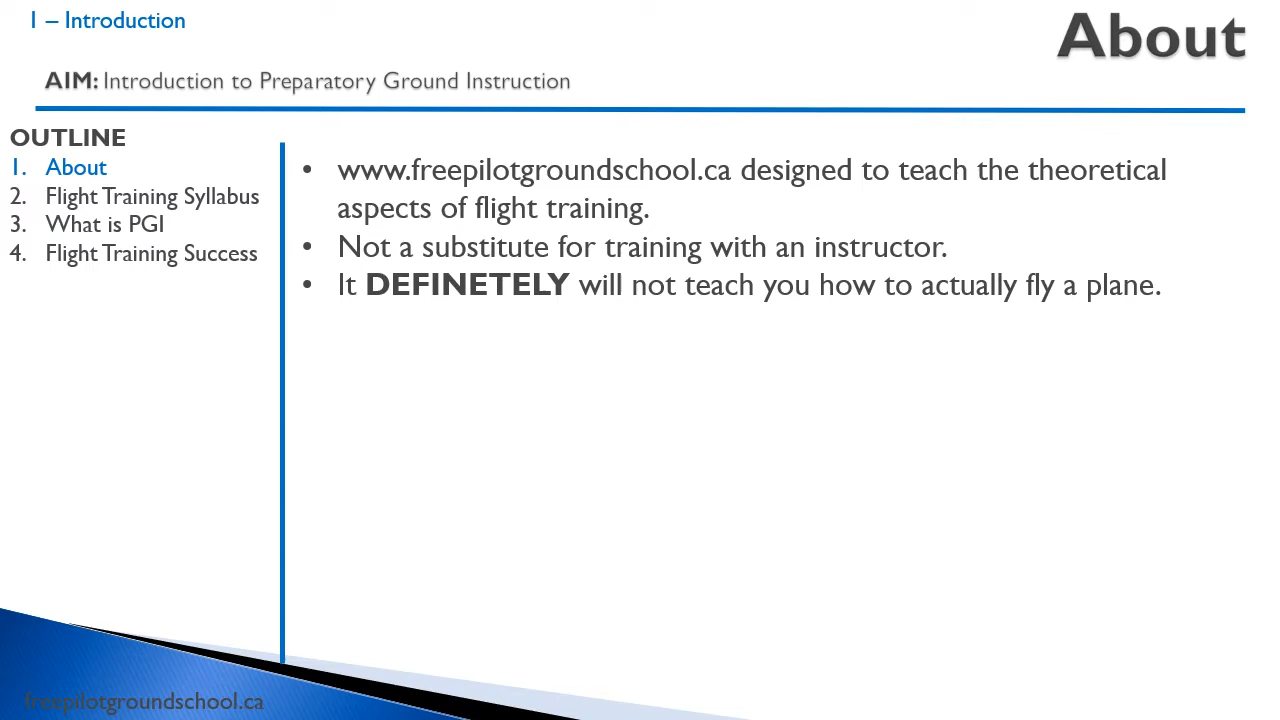 1 – Introduction
About
AIM: Introduction to Preparatory Ground Instruction
OUTLINE
1. About
2. Flight Training Syllabus
3. What is PGI
4. Flight Training Success
• www.freepilotgroundschool.ca designed to teach the theoretical
aspects of flight training.
• Not a substitute for training with an instructor.
• It DEFINETELY will not teach you how to actually fly a plane.
freepilotgroundschool.ca